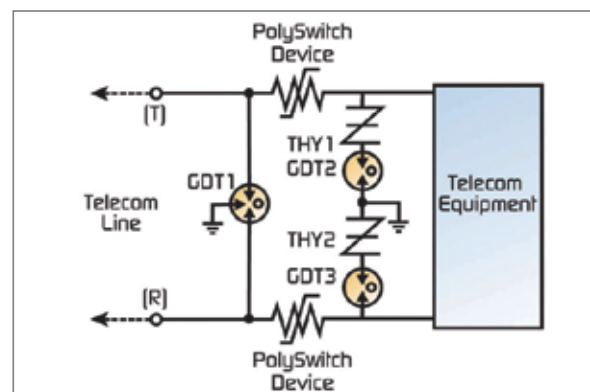 PolySwitch
Device
(T)
THY1
GDT2
GDT1
Telecom
Line
Telecom
Equipment
THY2
GDT3
(R)
PolySwitch
Device